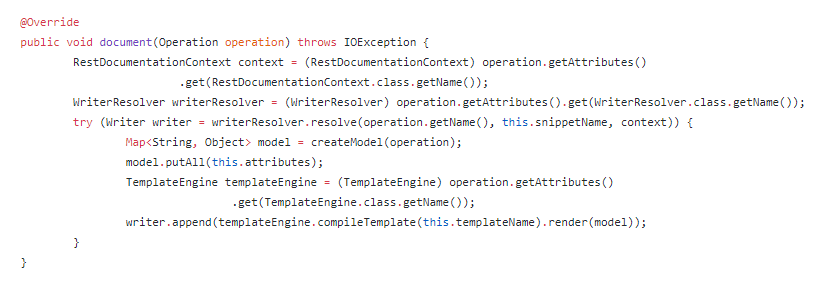 @Override
public void document(Operation operation) throws IOException {
RestDocumentationContext context = (RestDocumentationContext) operation.getAttributes()
.get(RestDocumentationContext.class.getName());
WriterResolver writerResolver = (WriterResolver) operation.getAttributes().get(WriterResolver.class.getName());
try (Writer writer = writerResolver.resolve(operation.getName(), this.snippetName, context)) {
Map<String, Object> model = createModel(operation);
model.putAll(this.attributes);
TemplateEngine templateEngine = (TemplateEngine) operation.getAttributes()
.get(TemplateEngine.class.getName());
writer.append(templateEngine.compileTemplate(this.templateName).render(model));
}
}